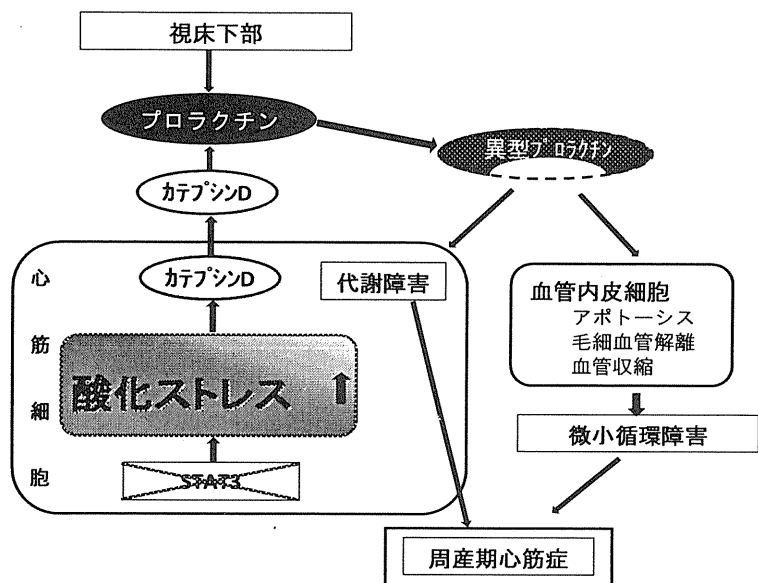 視床下部
プロラクチン
異型プロラクチン
カテプシンD
カテプシンD
代謝障害
心筋細胞
血管内皮細胞
アポトーシス
毛細血管解離
血管収縮
酸化ストレス
微小循環障害
STAT3
周産期心筋症